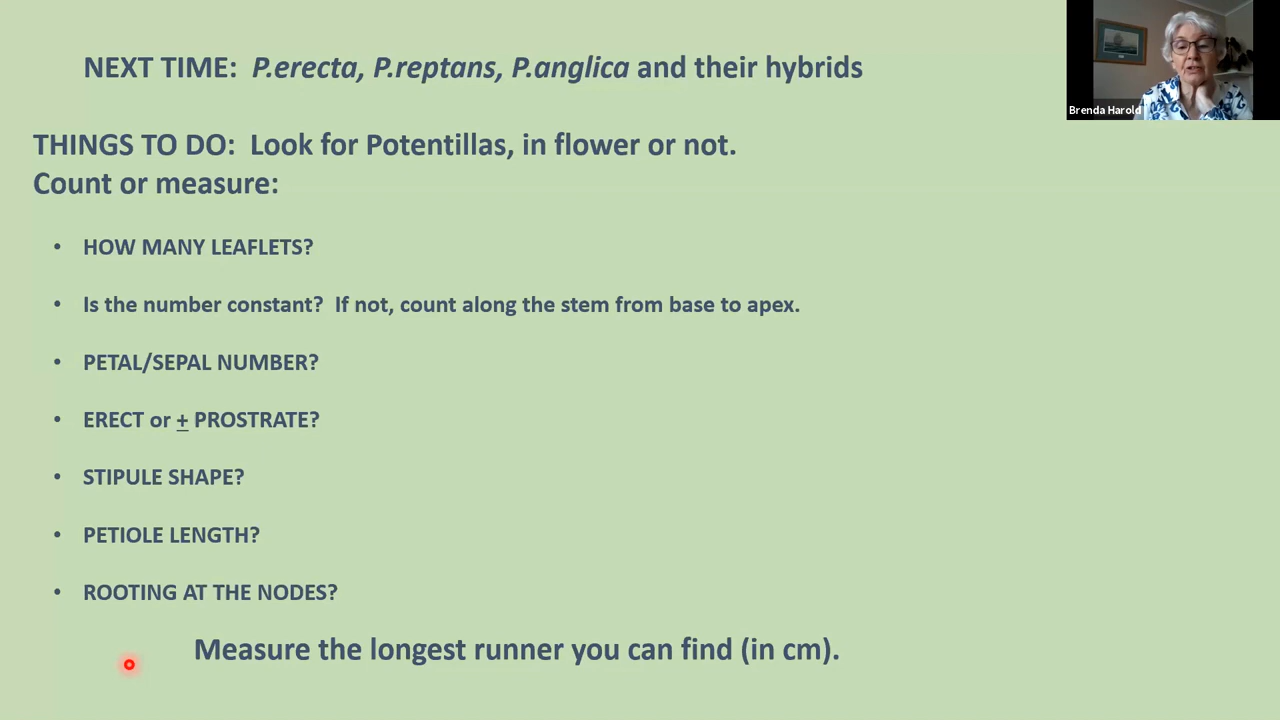 NEXT TIME: P.erecta, P.reptans, P.anglica and their hybrids
Brenda Harold
THINGS TO DO: Look for Potentillas, in flower or not.
Count or measure:
• HOW MANY LEAFLETS?
• Is the number constant? If not, count along the stem from base to apex.
• PETAL/SEPAL NUMBER?
• ERECT or ± PROSTRATE?
• STIPULE SHAPE?
• PETIOLE LENGTH?
• ROOTING AT THE NODES?
Measure the longest runner you can find (in cm).